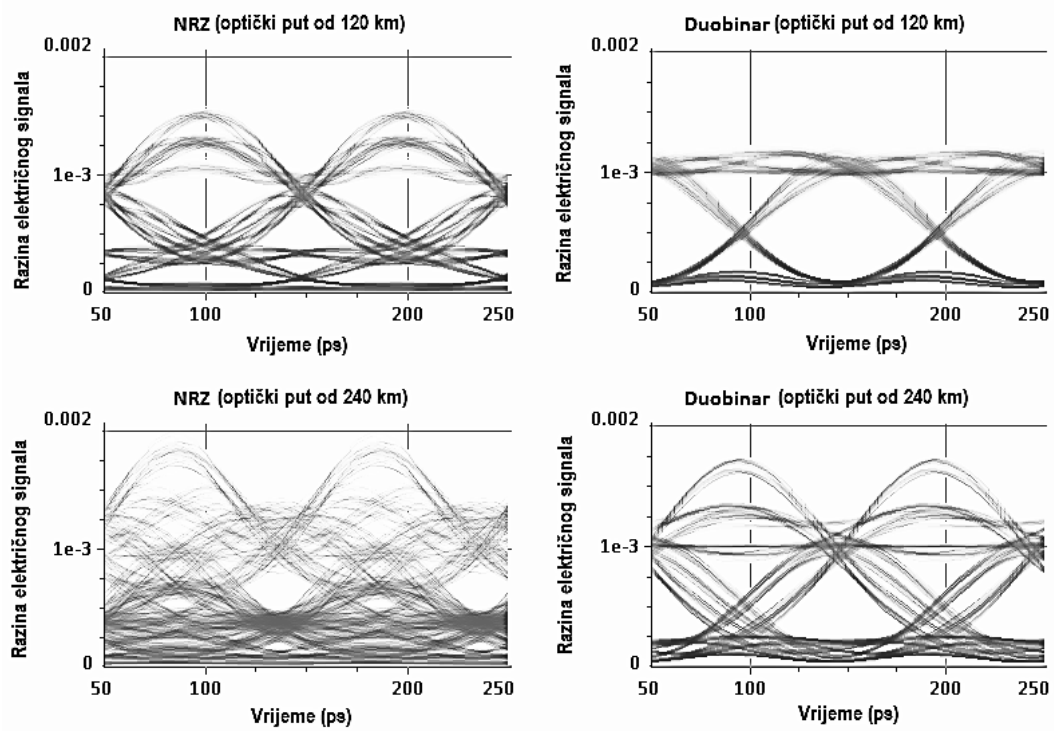 NRZ (optički put od 120 km)
0.002
1e-3
0
50 100 200 250
Razina električnog signala
Vrijeme (ps)
Duobinar (optički put od 120 km)
0.002
1e-3
0
50 100 200 250
Razina električnog signala
Vrijeme (ps)
NRZ (optički put od 240 km)
0.002
1e-3
0
50 100 200 250
Razina električnog signala
Vrijeme (ps)
Duobinar (optički put od 240 km)
0.002
1e-3
0
50 100 200 250
Razina električnog signala
Vrijeme (ps)